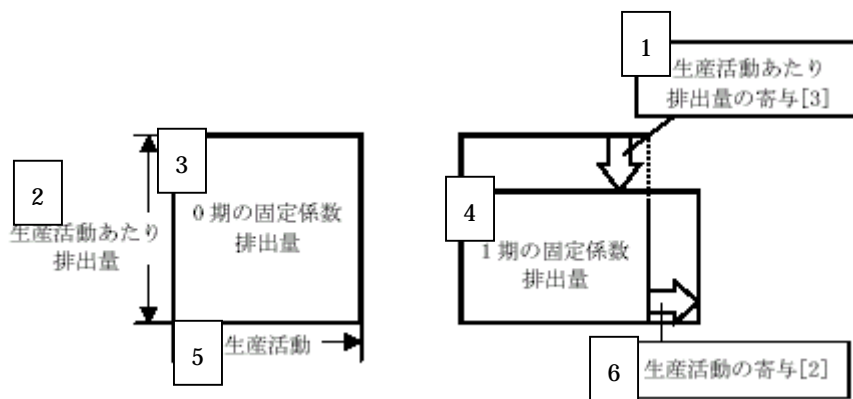 1
生産活動あたり
排出量の寄与[3]
2
生産活動あたり
排出量
3
0期の固定係数
排出量
4
1期の固定係数
排出量
5
生産活動
6
生産活動の寄与[2]